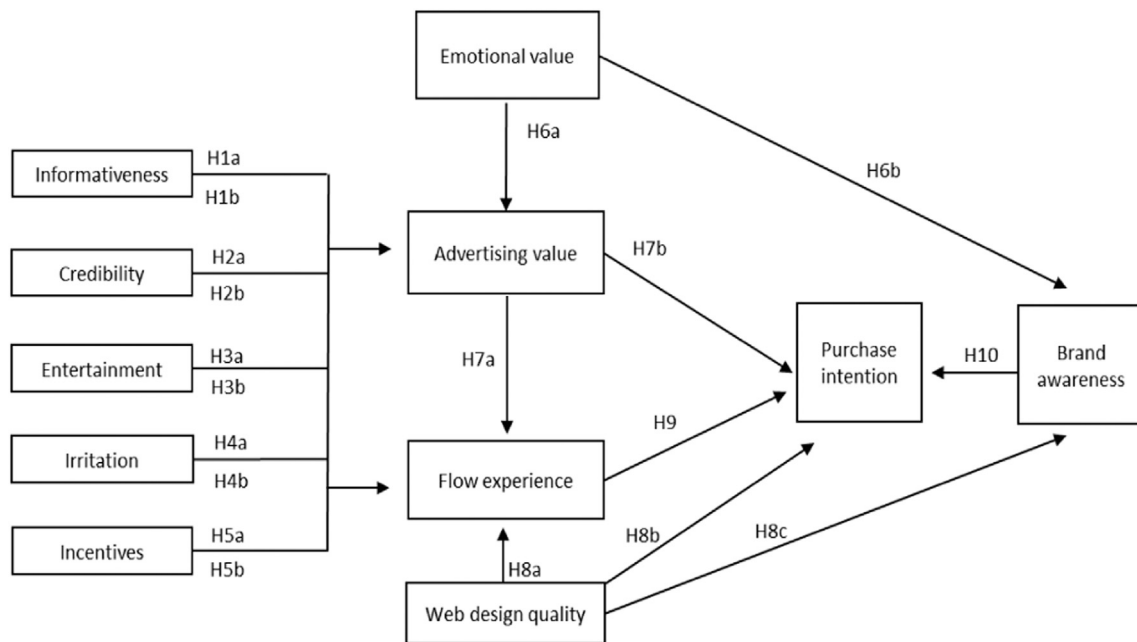 Emotional value
H6a
H6b
Informativeness
H1a
H1b
Credibility
H2a
H2b
Entertainment
H3a
H3b
Irritation
H4a
H4b
Incentives
H5a
H5b
Advertising value
H7b
H7a
Purchase
intention
H10
Brand
awareness
Flow experience
H9
H8a
H8b
H8c
Web design quality